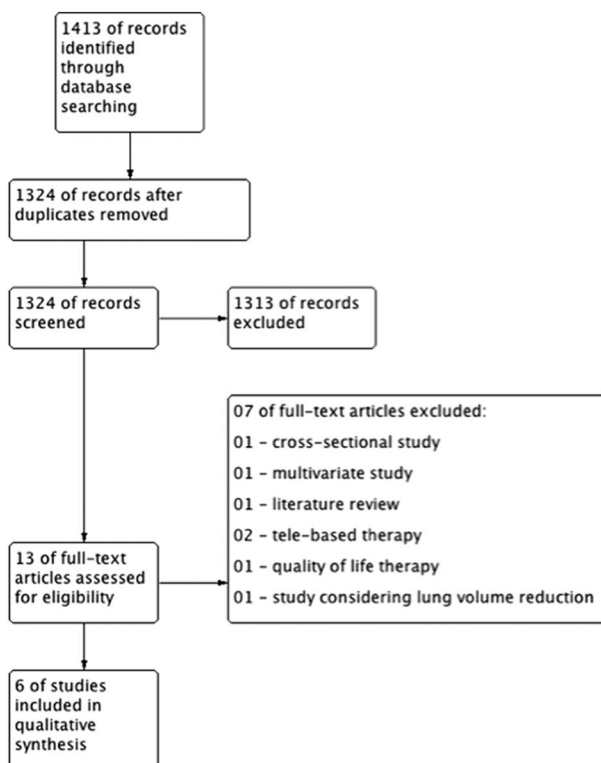 1413 of records
identified
through
database
searching
1324 of records after
duplicates removed
1324 of records
screened
1313 of records
excluded
07 of full-text articles excluded:
01 – cross-sectional study
01 – multivariate study
01 – literature review
02 – tele-based therapy
01 – quality of life therapy
01 – study considering lung volume reduction
13 of full-text
articles assessed
for eligibility
6 of studies
included in
qualitative
synthesis